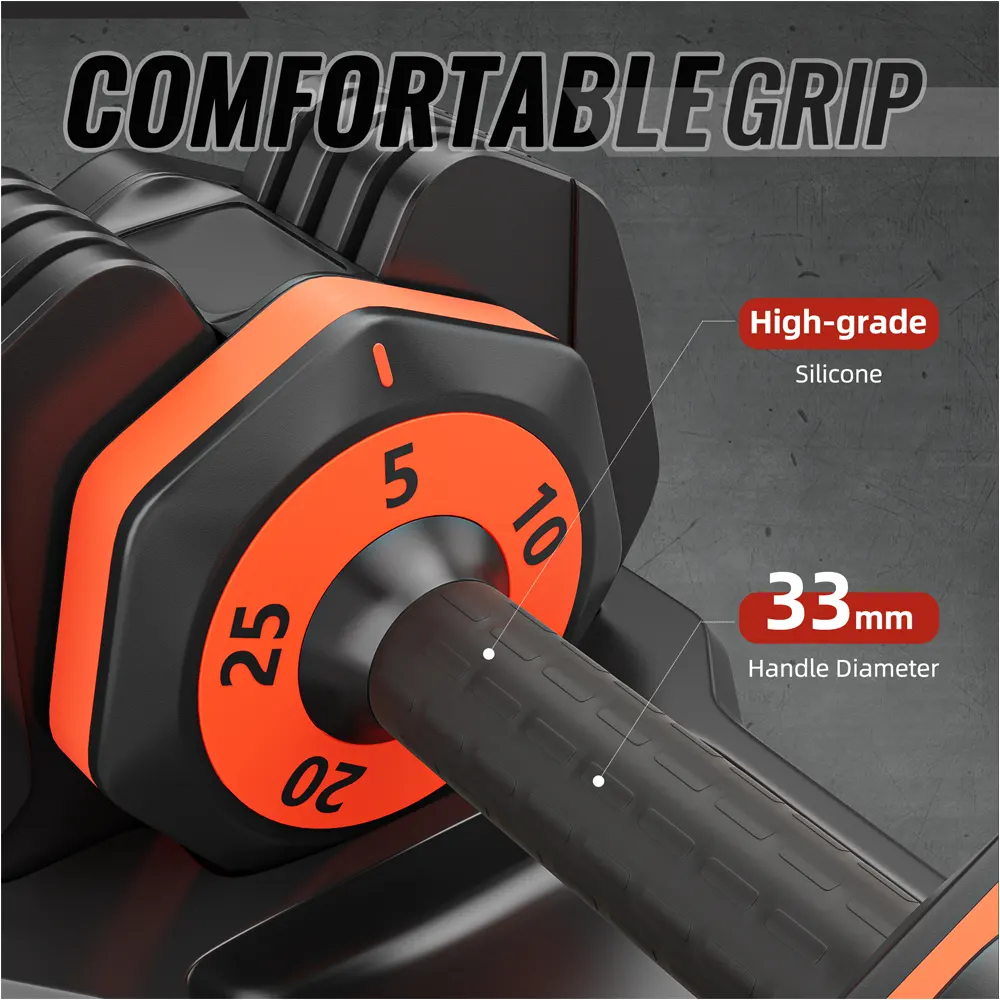 COMFORTABLE GRIP
High-grade
Silicone
5
10
25
20
33mm
Handle Diameter